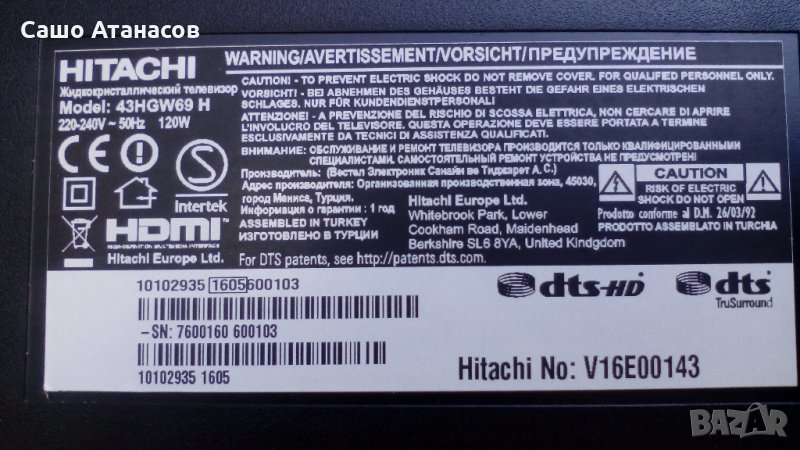 Сашо Атанасов
HITACHI
Жидкокристаллический телевизор
Model: 43HGW69 H
220-240V ~ 50Hz 120W
Intertek
HDMI
HIGH-DEFINITION MULTIMEDIA INTERFACE
Hitachi Europe Ltd.
WARNING/AVERTISSEMENT/VORSICHT/ПРЕДУПРЕЖДЕНИЕ
CAUTION! - TO PREVENT ELECTRIC SHOCK DO NOT REMOVE COVER. FOR QUALIFIED PERSONNEL ONLY.
VORSICHT! - BEI ABNEHMEN DES GEHÄUSES BESTEHT DIE GEFAHR EINES ELEKTRISCHEN
SCHLAGES. NUR FÜR FACHPERSONAL!
ATTENZIONE! - A PREVENZIONE DEL RISCHIO DI SCOSSA ELETTRICA, NON CERCARE DI APRIRE
L'INVOLUCRO DEL TELEVISORE. QUESTA OPERAZIONE DEVE ESSERE PORTATA A TERMINE
ESCLUSIVAMENTE DA TECNICI DI ASSISTENZA QUALIFICATI.
ВНИМАНИЕ: ОБСЛУЖИВАНИЕ И РЕМОНТ ТЕЛЕВИЗОРА ПРОИЗВОДИТСЯ ТОЛЬКО КВАЛИФИЦИРОВАННЫМИ
СПЕЦИАЛИСТАМИ. САМОСТОЯТЕЛЬНЫЙ РЕМОНТ УСТРОЙСТВА НЕ ПРЕДУСМОТРЕН!
Производитель: (Вестел Электроник Санайи ве Тиджарет А.С.)
Адрес производителя: Организованная производственная зона, 45030,
город Маниса, Турция.
Информация о гарантии : 1 год
ASSEMBLED IN TURKEY
ИЗГОТОВЛЕНО В ТУРЦИИ
Hitachi Europe Ltd.
Whitebrook Park, Lower
Cookham Road, Maidenhead
Berkshire SL6 8YA, United Kingdom
CAUTION
RISK OF ELECTRIC
SHOCK DO NOT OPEN
Prodotto conforme al D.M. 26/03/92
PRODOTTO ASSEMBLATO IN TURCHIA
For DTS patents, see http://patents.dts.com.
10102935 1605 600103
-SN: 7600160 600103
10102935 1605
dts-HD
dts
TruSurround
Hitachi No: V16E00143
BAZAR